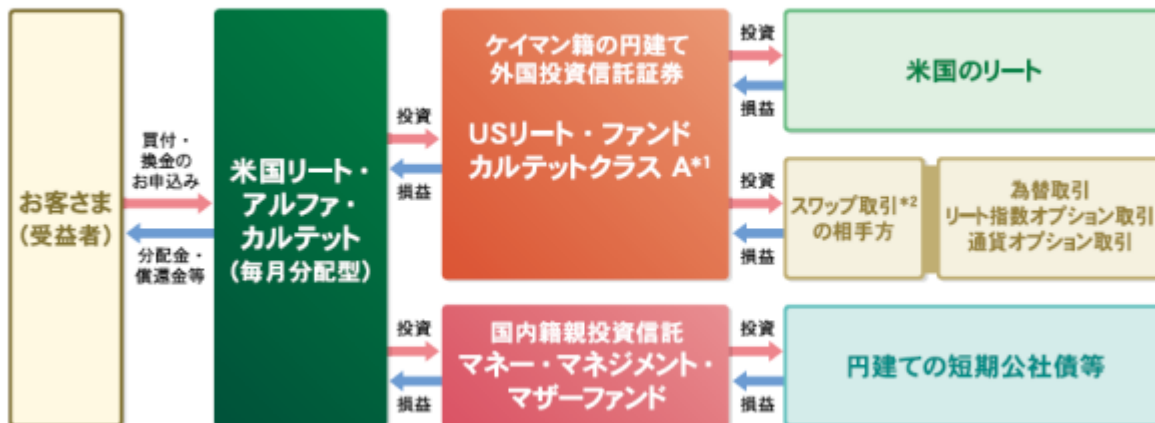 お客さま
（受益者）
買付・
換金の
お申込み
分配金・
償還金等
米国リート・
アルファ・
カルテット
（毎月分配型）
投資
損益
ケイマン籍の円建て
外国投資信託証券
USリート・ファンド
カルテットクラス A*1
投資
損益
米国のリート
投資
損益
スワップ取引*2
の相手方
為替取引
リート指数オプション取引
通貨オプション取引
投資
損益
国内籍親投資信託
マネー・マネジメント・
マザーファンド
投資
損益
円建ての短期公社債等